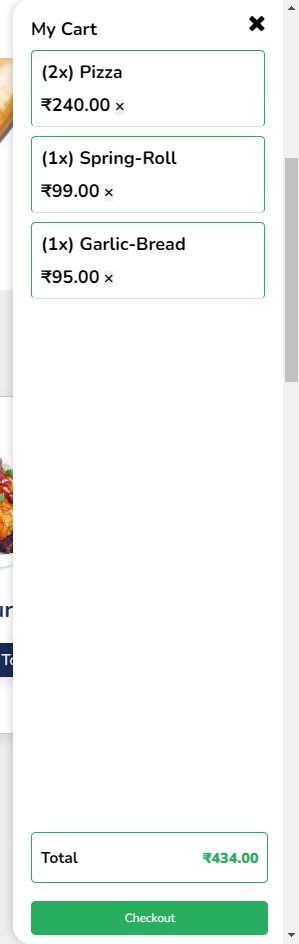 My Cart ✖
(2x) Pizza
₹240.00 ×
(1x) Spring-Roll
₹99.00 ×
(1x) Garlic-Bread
₹95.00 ×
Total ₹434.00
Checkout